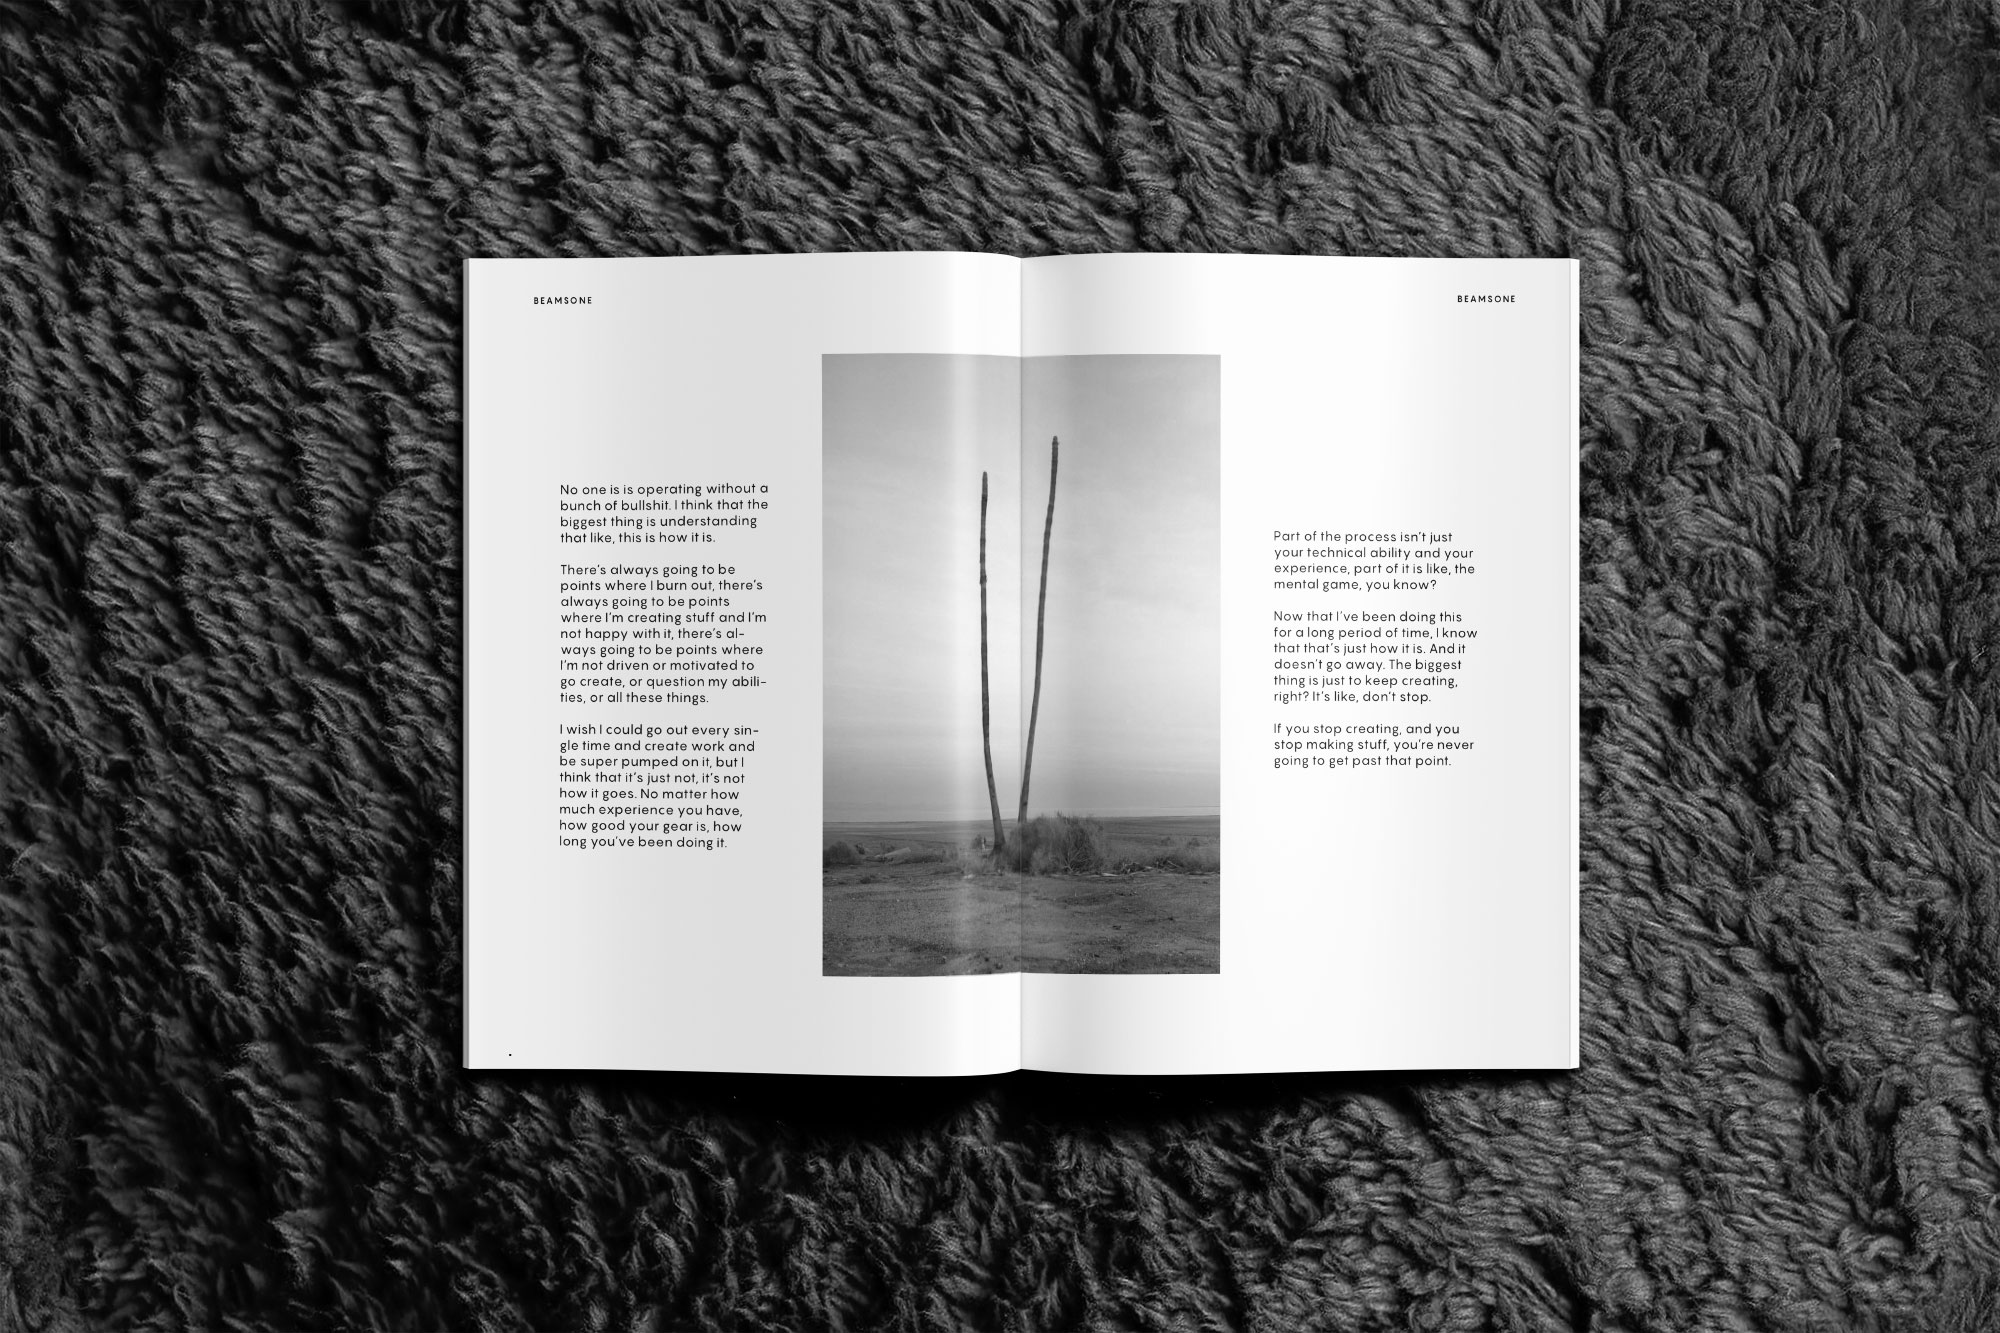 BEAMSONE
No one is is operating without a
bunch of bullshit. I think that the
biggest thing is understanding
that like, this is how it is.
There's always going to be
points where I burn out, there's
always going to be points
where I'm creating stuff and I'm
not happy with it, there's al-
ways going to be points where
I'm not driven or motivated to
go create, or question my abili-
ties, or all these things.
I wish I could go out every sin-
gle time and create work and
be super pumped on it, but I
think that it's just not, it's not
how it goes. No matter how
much experience you have,
how good your gear is, how
long you've been doing it.
BEAMSONE
Part of the process isn't just
your technical ability and your
experience, part of it is like, the
mental game, you know?
Now that I've been doing this
for a long period of time, I know
that that's just how it is. And it
doesn't go away. The biggest
thing is just to keep creating,
right? It's like, don't stop.
If you stop creating, and you
stop making stuff, you're never
going to get past that point.